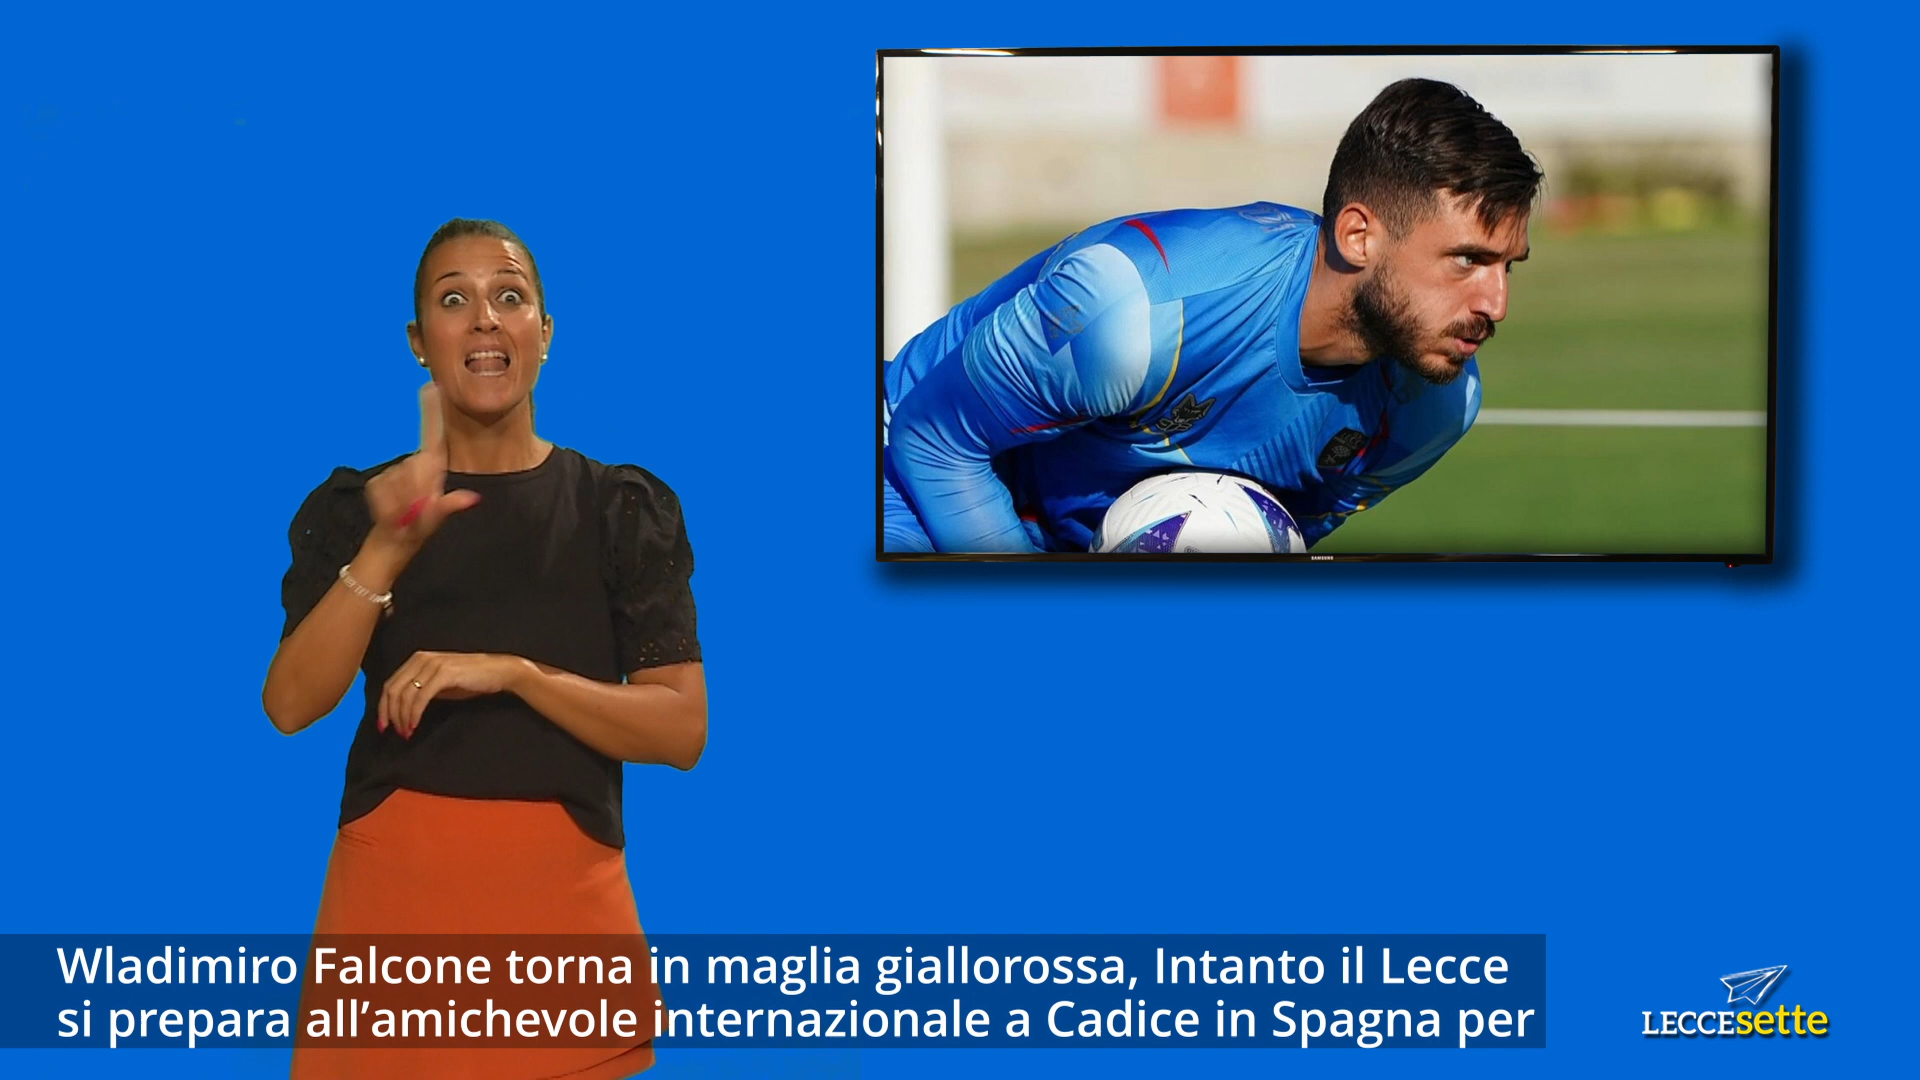 SAMSUNG
Wladimiro Falcone torna in maglia giallorossa, Intanto il Lecce
si prepara all’amichevole internazionale a Cadice in Spagna per
LECCEsette